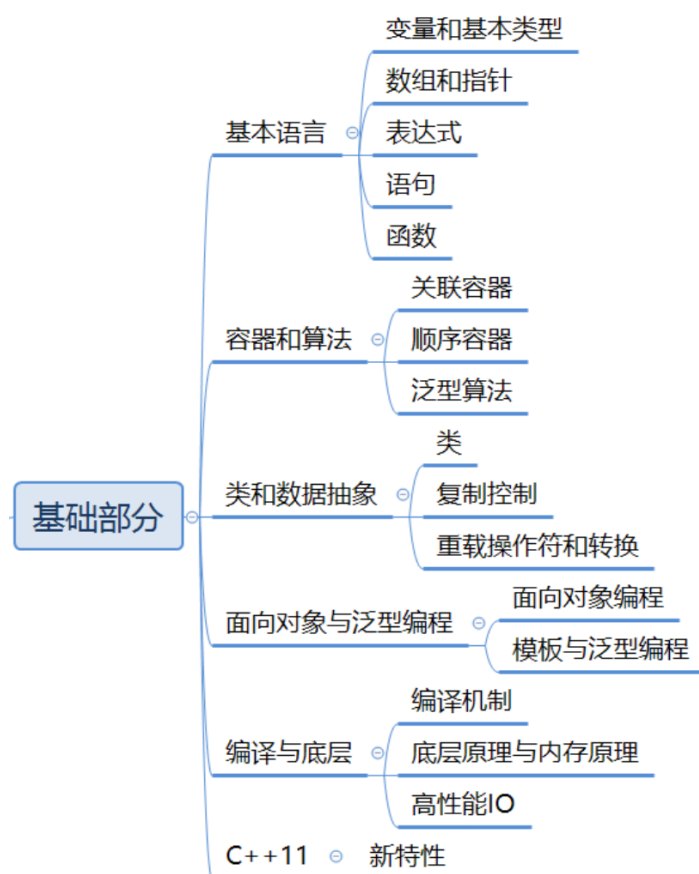 基础部分
基本语言
变量和基本类型
数组和指针
表达式
语句
函数
容器和算法
关联容器
顺序容器
泛型算法
类和数据抽象
类
复制控制
重载操作符和转换
面向对象与泛型编程
面向对象编程
模板与泛型编程
编译与底层
编译机制
底层原理与内存原理
高性能IO
C++11
新特性